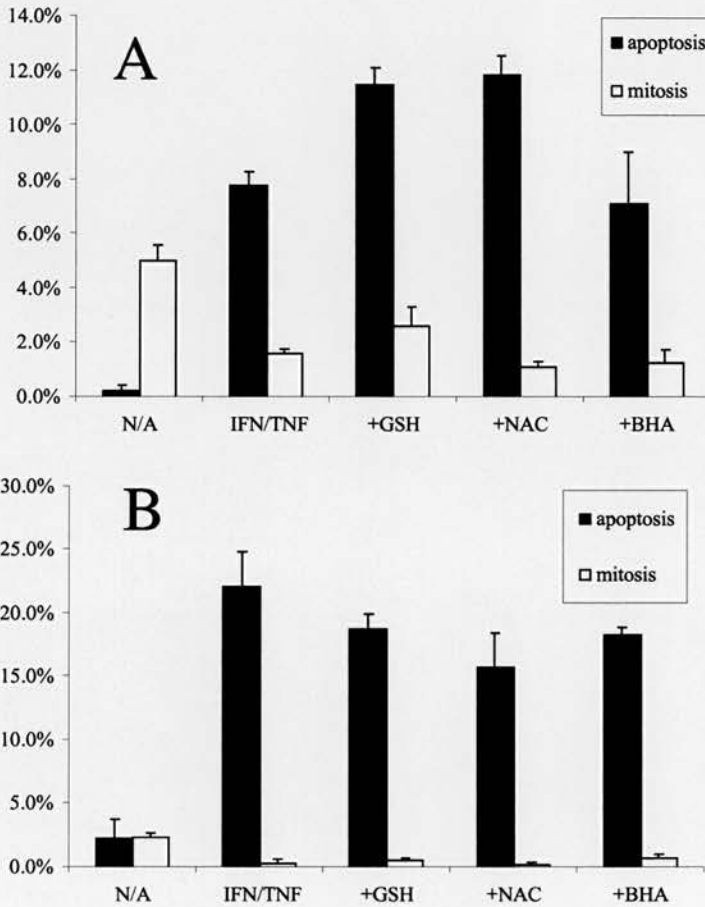 A
14.0%
12.0%
10.0%
8.0%
6.0%
4.0%
2.0%
0.0%
apoptosis
mitosis
N/A IFN/TNF +GSH +NAC +BHA
B
30.0%
25.0%
20.0%
15.0%
10.0%
5.0%
0.0%
apoptosis
mitosis
N/A IFN/TNF +GSH +NAC +BHA